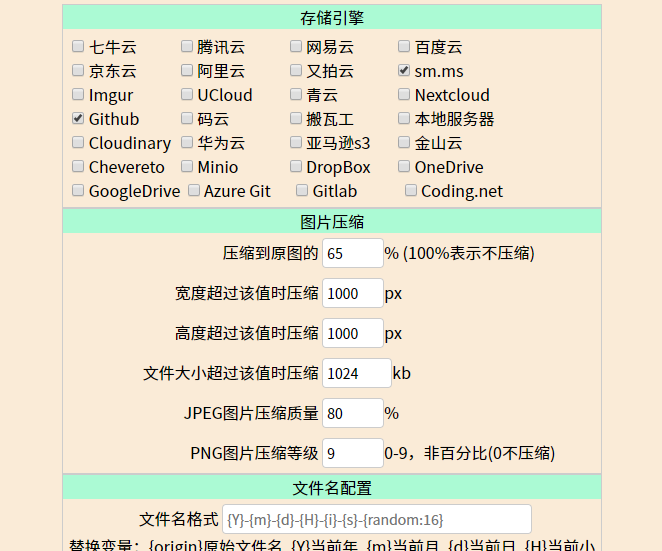 存储引擎
七牛云 腾讯云 网易云 百度云
京东云 阿里云 又拍云 sm.ms
Imgur UCloud 青云 Nextcloud
Github 码云 搬瓦工 本地服务器
Cloudinary 华为云 亚马逊s3 金山云
Chevereto Minio DropBox OneDrive
GoogleDrive Azure Git Gitlab Coding.net
图片压缩
压缩到原图的 65 % (100%表示不压缩)
宽度超过该值时压缩 1000 px
高度超过该值时压缩 1000 px
文件大小超过该值时压缩 1024 kb
JPEG图片压缩质量 80 %
PNG图片压缩等级 9 0-9，非百分比(0不压缩)
文件名配置
文件名格式 {Y}-{m}-{d}-{H}-{i}-{s}-{random:16}
替换变量：{origin}原始文件名, {Y}当前年, {m}当前月, {d}当前日, {H}当前小